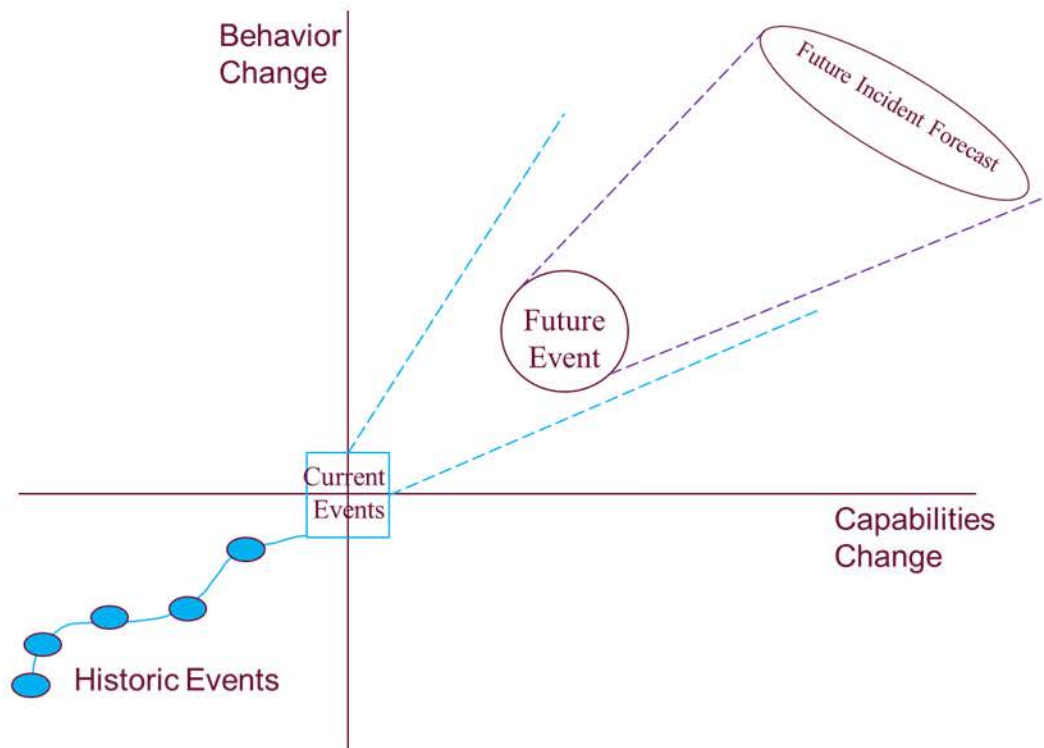 Behavior
Change
Future Incident Forecast
Future
Event
Current
Events
Capabilities
Change
Historic Events